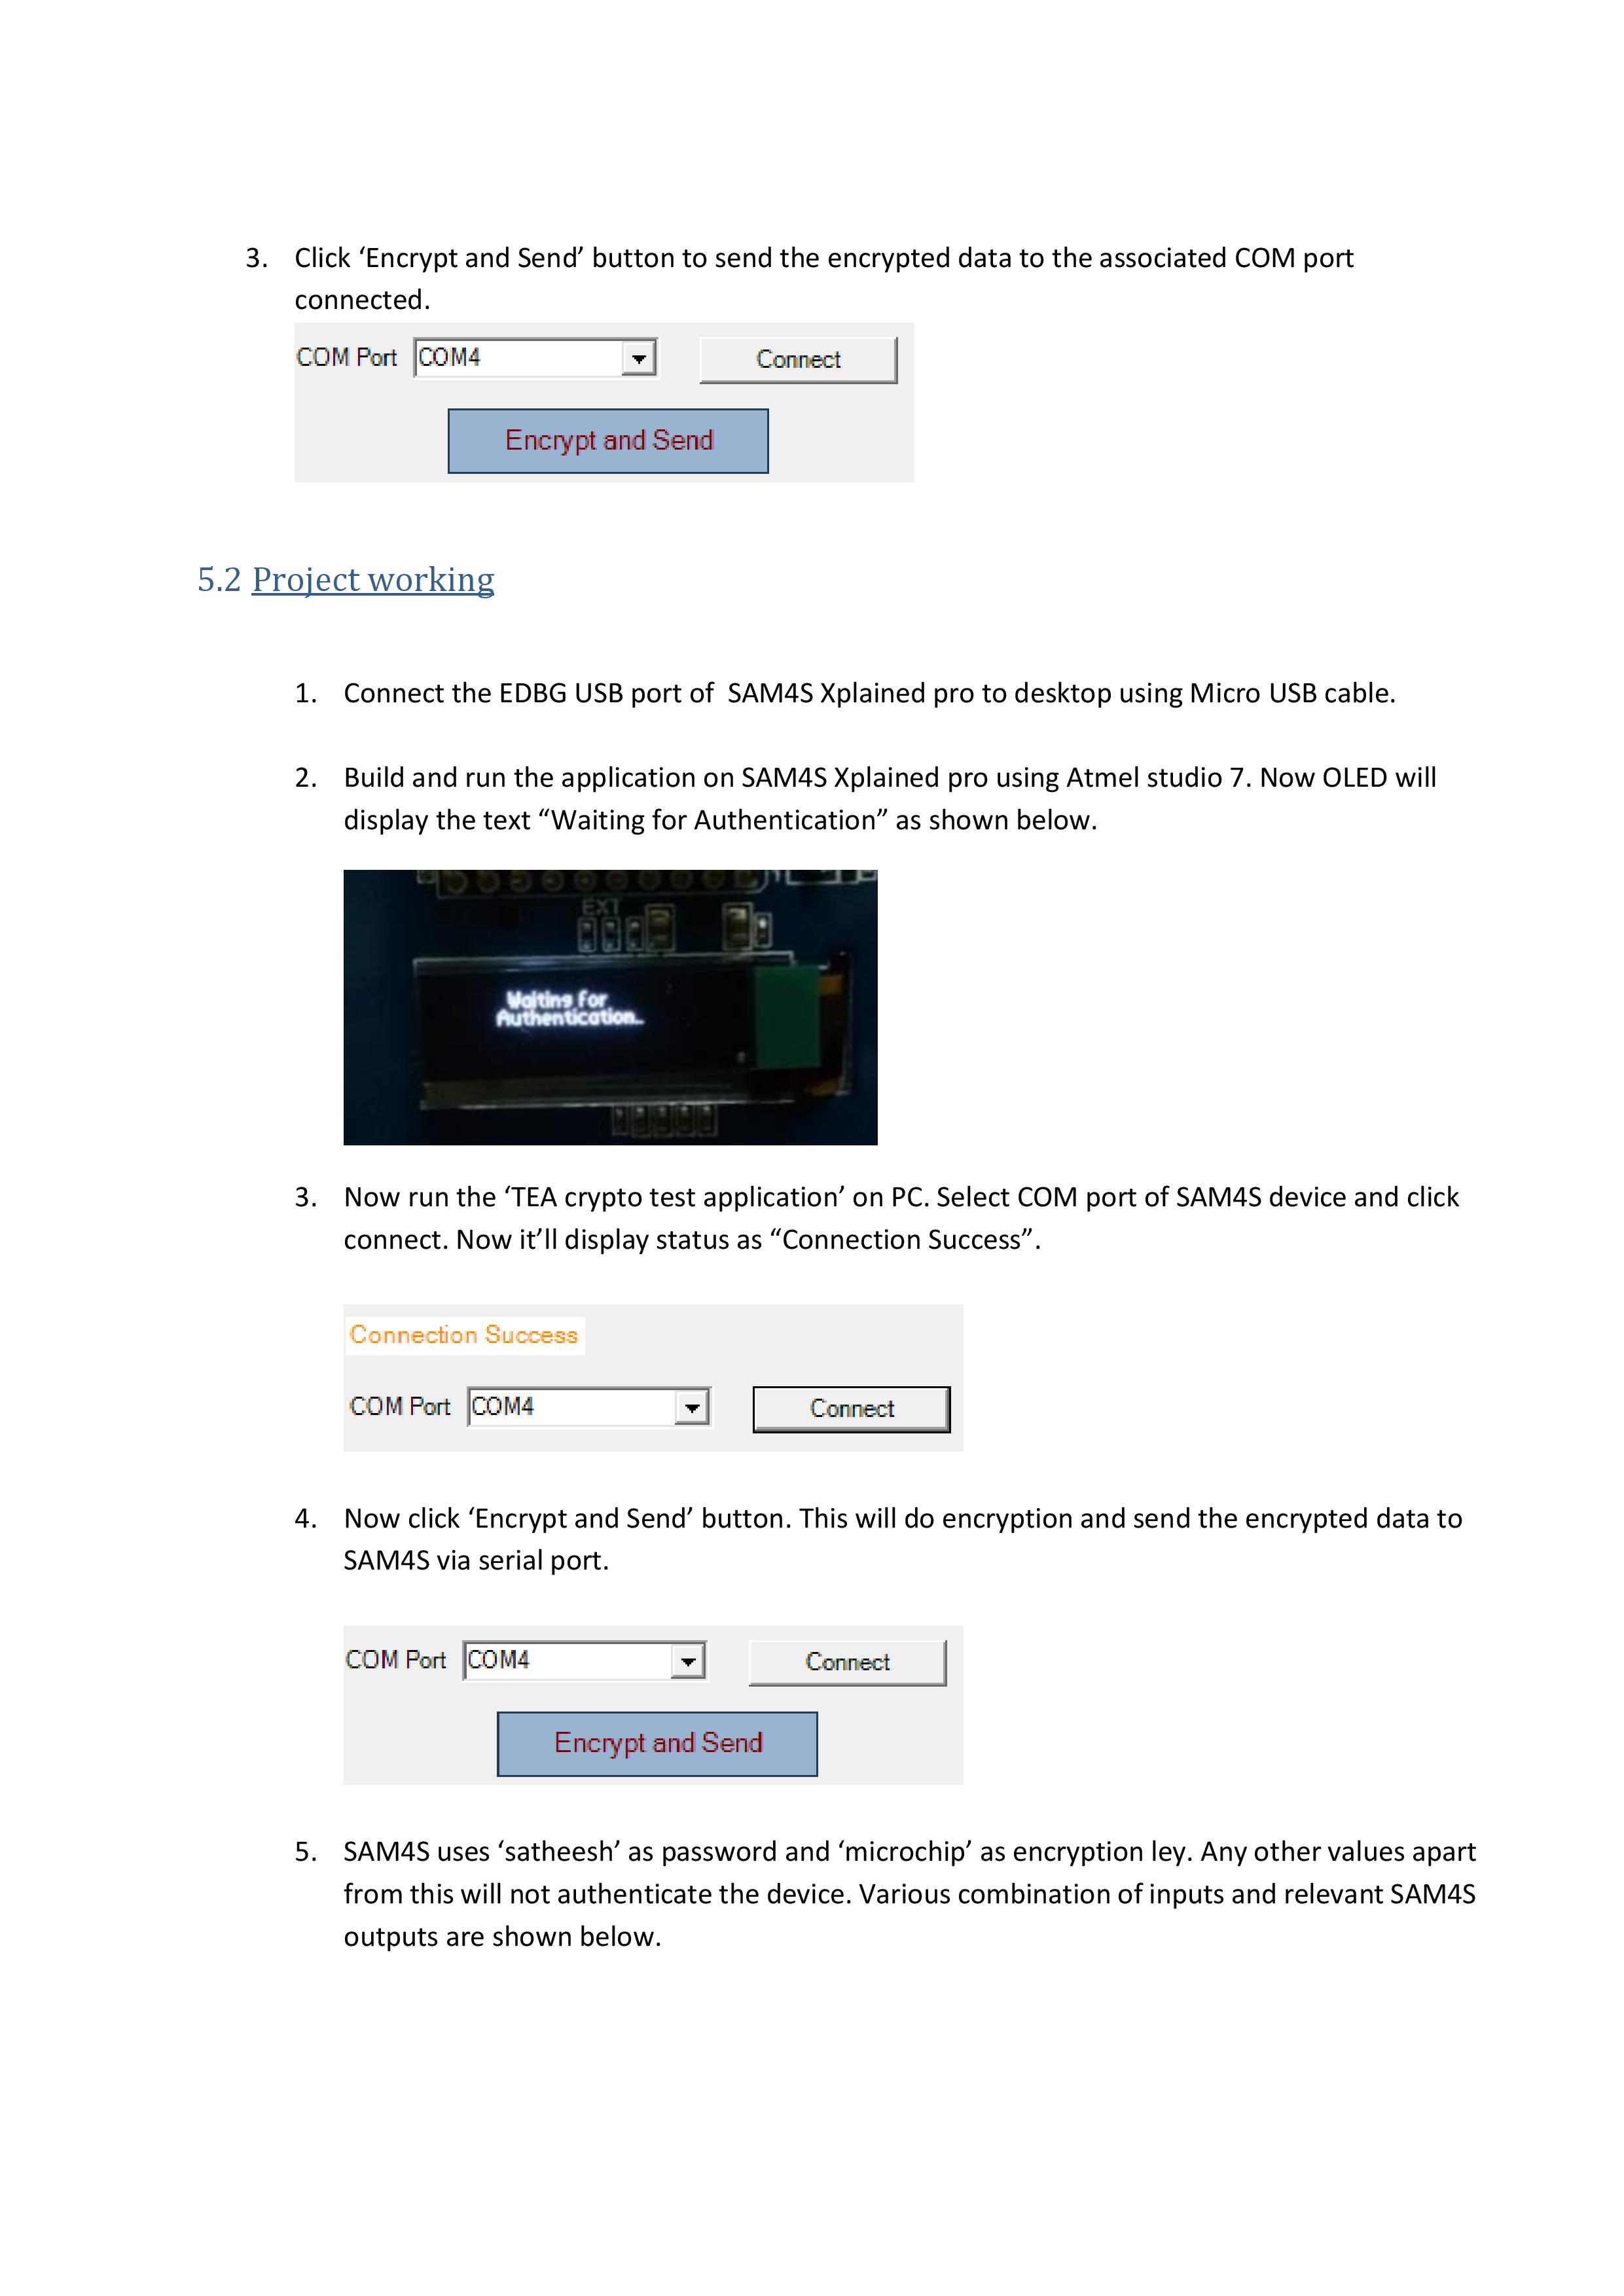 3. Click ‘Encrypt and Send’ button to send the encrypted data to the associated COM port
connected.
COM Port COM4 Connect
Encrypt and Send
5.2 Project working
1. Connect the EDBG USB port of  SAM4S Xplained pro to desktop using Micro USB cable.
2. Build and run the application on SAM4S Xplained pro using Atmel studio 7. Now OLED will
display the text “Waiting for Authentication” as shown below.
EXT
Waiting for
Authentication..
3. Now run the ‘TEA crypto test application’ on PC. Select COM port of SAM4S device and click
connect. Now it’ll display status as “Connection Success”.
Connection Success
COM Port COM4 Connect
4. Now click ‘Encrypt and Send’ button. This will do encryption and send the encrypted data to
SAM4S via serial port.
COM Port COM4 Connect
Encrypt and Send
5. SAM4S uses ‘satheesh’ as password and ‘microchip’ as encryption ley. Any other values apart
from this will not authenticate the device. Various combination of inputs and relevant SAM4S
outputs are shown below.